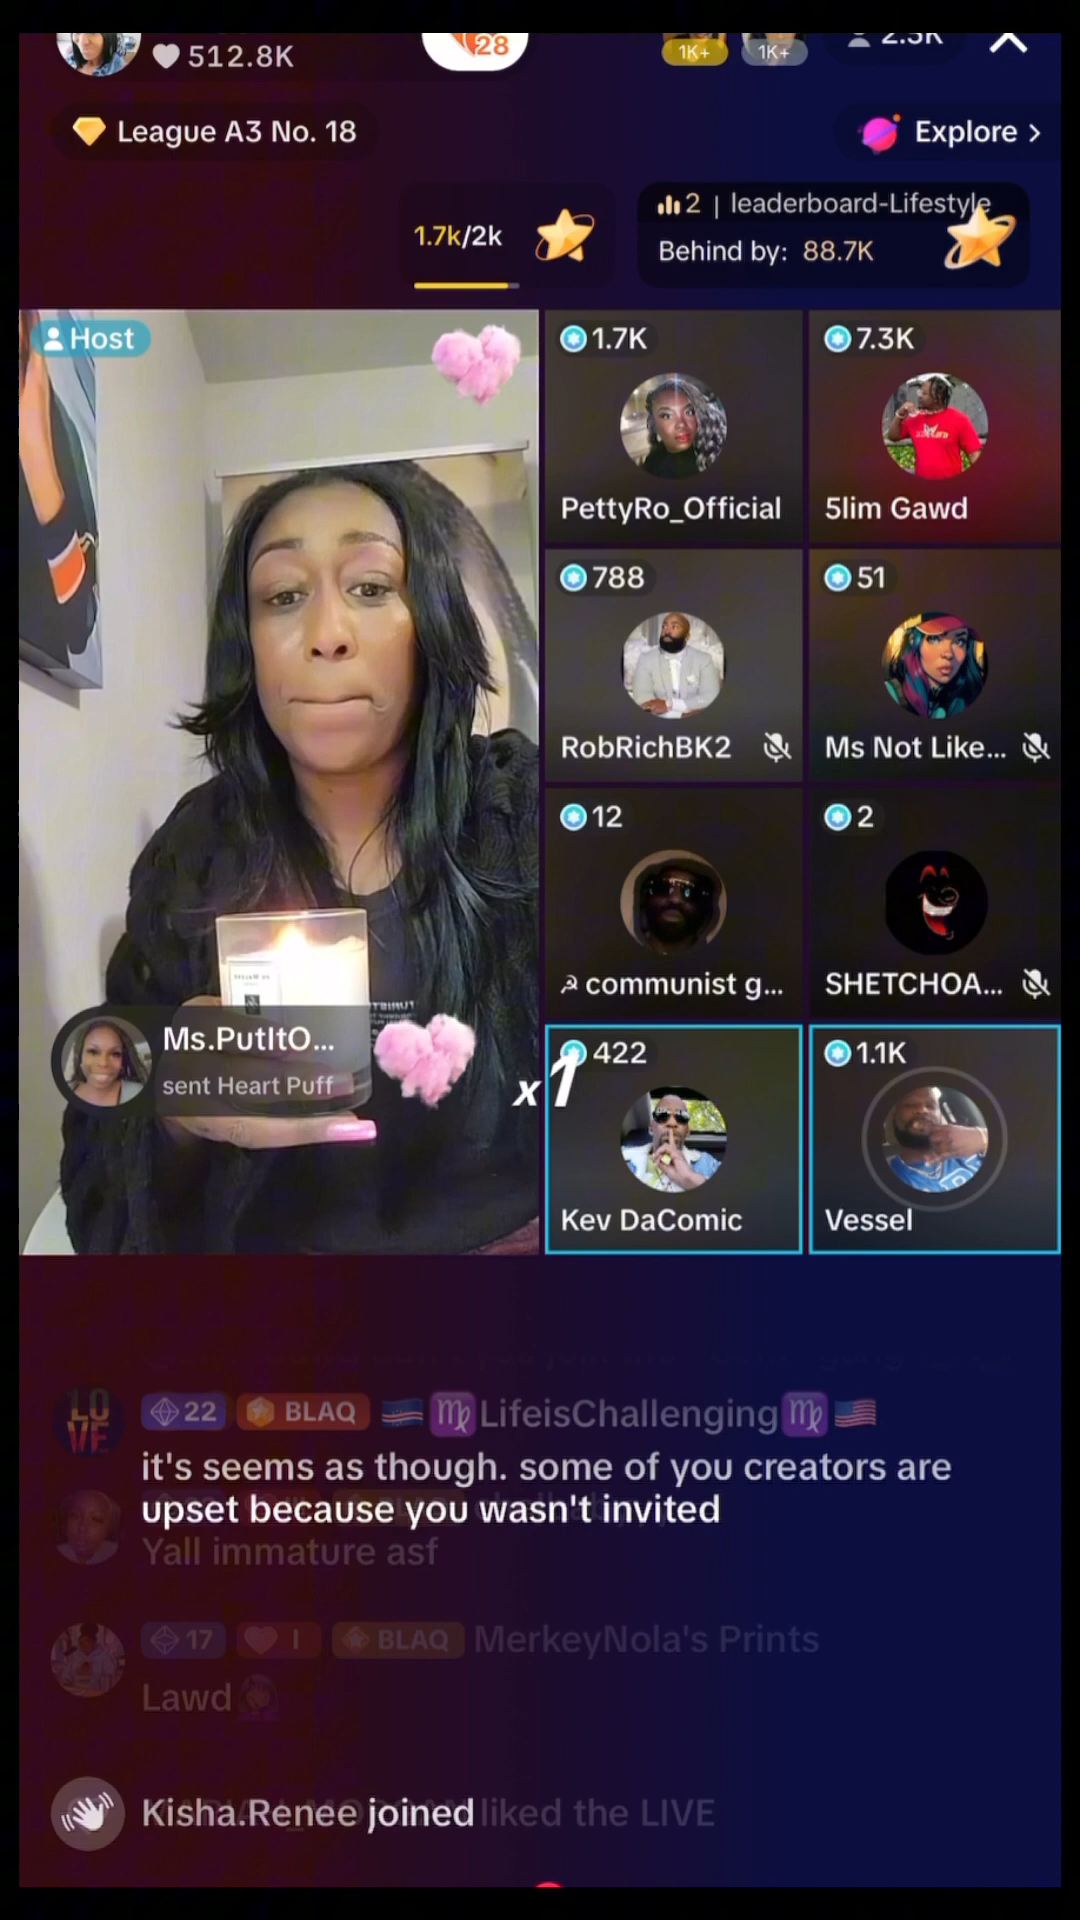 512.8K
28
1K+
1K+
2.3K
League A3 No. 18
Explore >
1.7k/2k
2 | leaderboard-Lifestyle
Behind by: 88.7K
Host
1.7K
PettyRo_Official
7.3K
5lim Gawd
788
RobRichBK2
51
Ms Not Like...
12
☭ communist g...
2
SHETCHOA...
Ms.PutItO...
sent Heart Puff
x1
422
Kev DaComic
1.1K
Vessel
LOVE
22 BLAQ 🇨🇻♍LifeisChallenging♍🇺🇸
it's seems as though. some of you creators are
upset because you wasn't invited
Yall immature asf
17 I BLAQ MerkeyNola's Prints
Lawd
Kisha.Renee joined
liked the LIVE